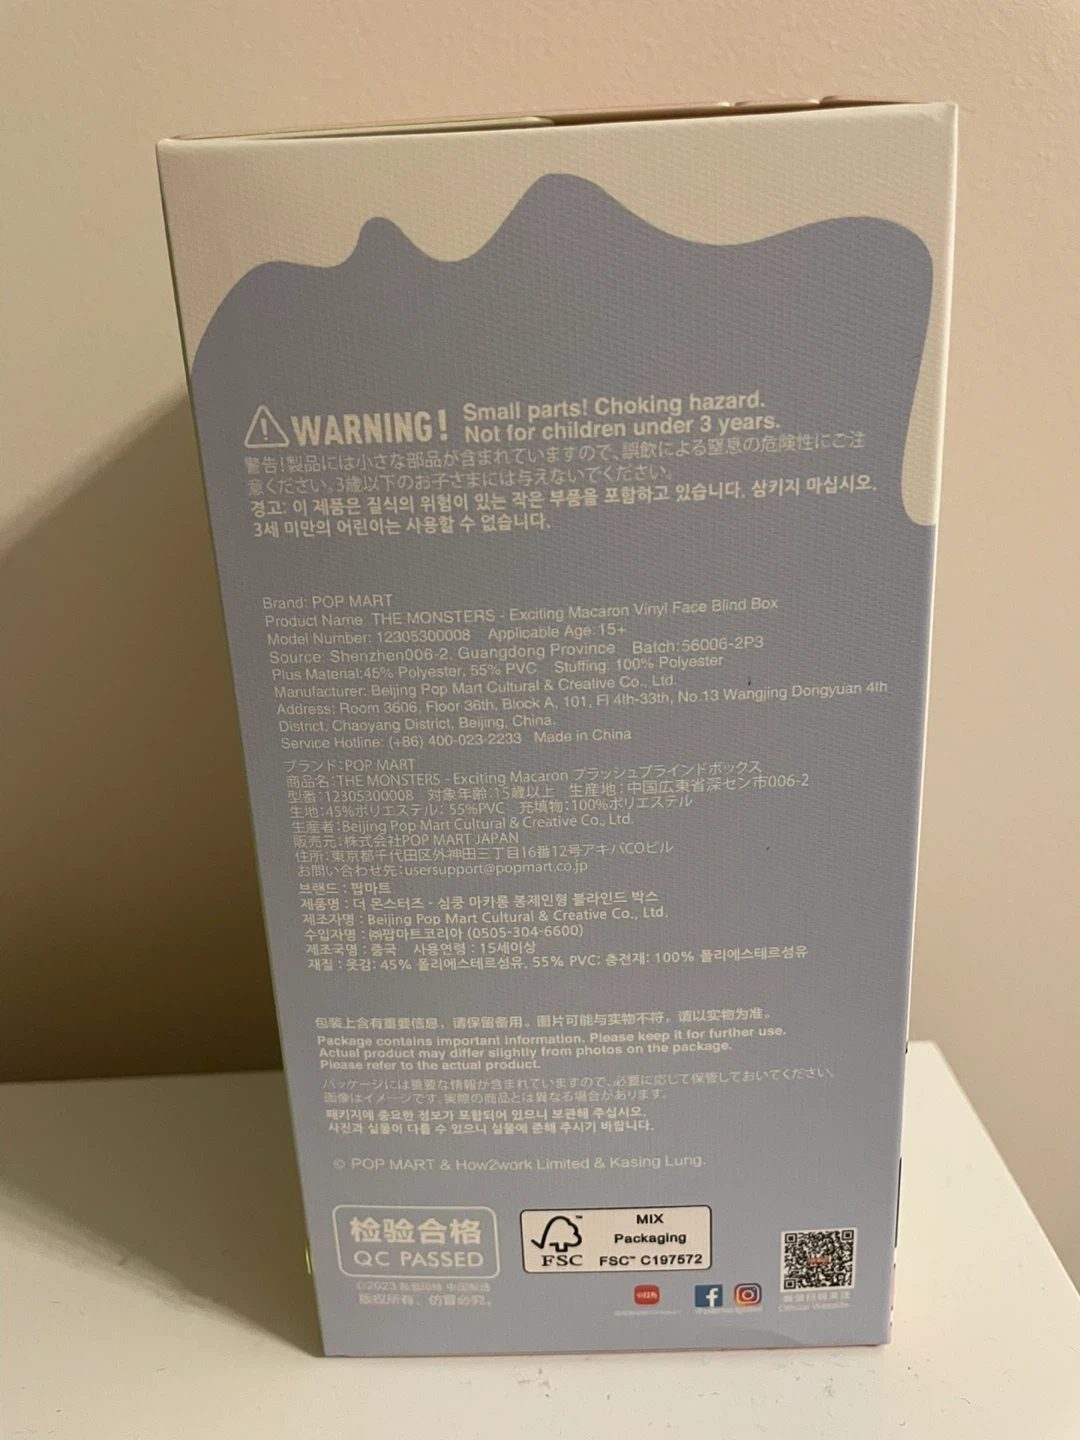 WARNING!
Small parts! Choking hazard.
Not for children under 3 years.
警告!製品には小さな部品が含まれていますので、誤飲による窒息の危険性にご注
意ください。3歳以下のお子さまには与えないでください。
경고: 이 제품은 질식의 위험이 있는 작은 부품을 포함하고 있습니다. 삼키지 마십시오.
3세 미만의 어린이는 사용할 수 없습니다.
Brand: POP MART
Product Name: THE MONSTERS - Exciting Macaron Vinyl Face Blind Box
Model Number: 12305300008 Applicable Age: 15+
Source: Shenzhen006-2, Guangdong Province Batch:56006-2P3
Plus Material:45% Polyester, 55% PVC Stuffing: 100% Polyester
Manufacturer: Beijing Pop Mart Cultural & Creative Co., Ltd.
Address: Room 3606, Floor 36th, Block A, 101, Fl 4th-33th, No.13 Wangjing Dongyuan 4th
District, Chaoyang District, Beijing, China.
Service Hotline: (+86) 400-023-2233 Made in China
ブランド:POP MART
商品名:THE MONSTERS - Exciting Macaron プラッシュブラインドボックス
型番:12305300008 対象年齢:15歳以上 生産地:中国広東省深セン市006-2
生地:45%ポリエステル; 55%PVC 充填物:100%ポリエステル
生産者:Beijing Pop Mart Cultural & Creative Co., Ltd.
販売元:株式会社POP MART JAPAN
住所:東京都千代田区外神田三丁目16番12号アキバCOビル
お問い合わせ先:usersupport@popmart.co.jp
브랜드 : 팝마트
제품명 : 더 몬스터즈 - 심쿵 마카롱 봉제인형 블라인드 박스
제조자명 : Beijing Pop Mart Cultural & Creative Co., Ltd.
수입자명 : ㈜팝마트코리아 (0505-304-6600)
제조국명 : 중국 사용연령 : 15세이상
재질 : 옷감: 45% 폴리에스테르섬유, 55% PVC; 충전재: 100% 폴리에스테르섬유
包装上含有重要信息，请保留备用。图片可能与实物不符，请以实物为准。
Package contains important information. Please keep it for further use.
Actual product may differ slightly from photos on the package.
Please refer to the actual product.
パッケージには重要な情報が含まれていますので、必要に応じて保管しておいてください。
画像はイメージです。実際の商品とは異なる場合があります。
패키지에 중요한 정보가 포함되어 있으니 보관해 주십시오.
사진과 실물이 다를 수 있으니 실물에 준해 주시기 바랍니다.
© POP MART & How2work Limited & Kasing Lung.
检验合格
QC PASSED
FSC
MIX
Packaging
FSC™ C197572
©2023 泡泡玛特 中国制造
版权所有，仿冒必究。
小红书
Official Website